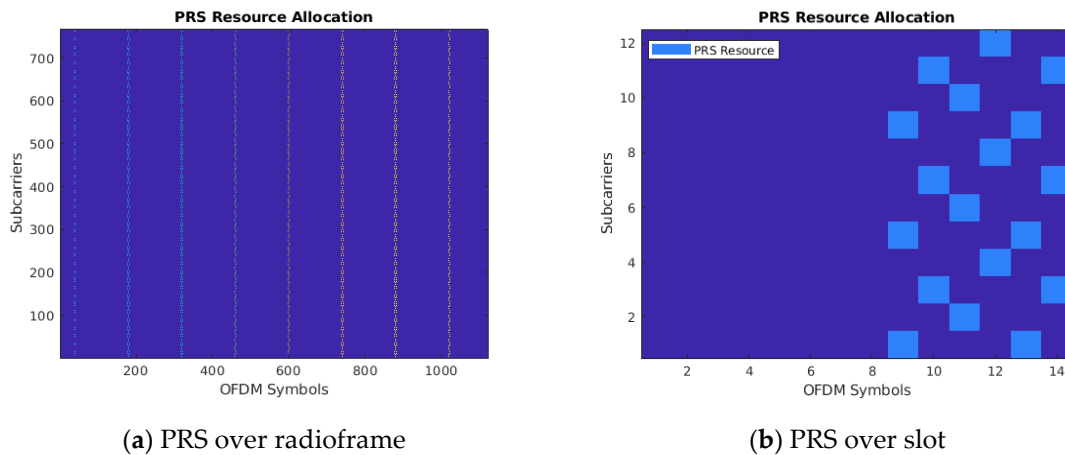 PRS Resource Allocation
Subcarriers
700
600
500
400
300
200
100
200 400 600 800 1000
OFDM Symbols
(a) PRS over radioframe
PRS Resource Allocation
PRS Resource
Subcarriers
12
10
8
6
4
2
2 4 6 8 10 12 14
OFDM Symbols
(b) PRS over slot